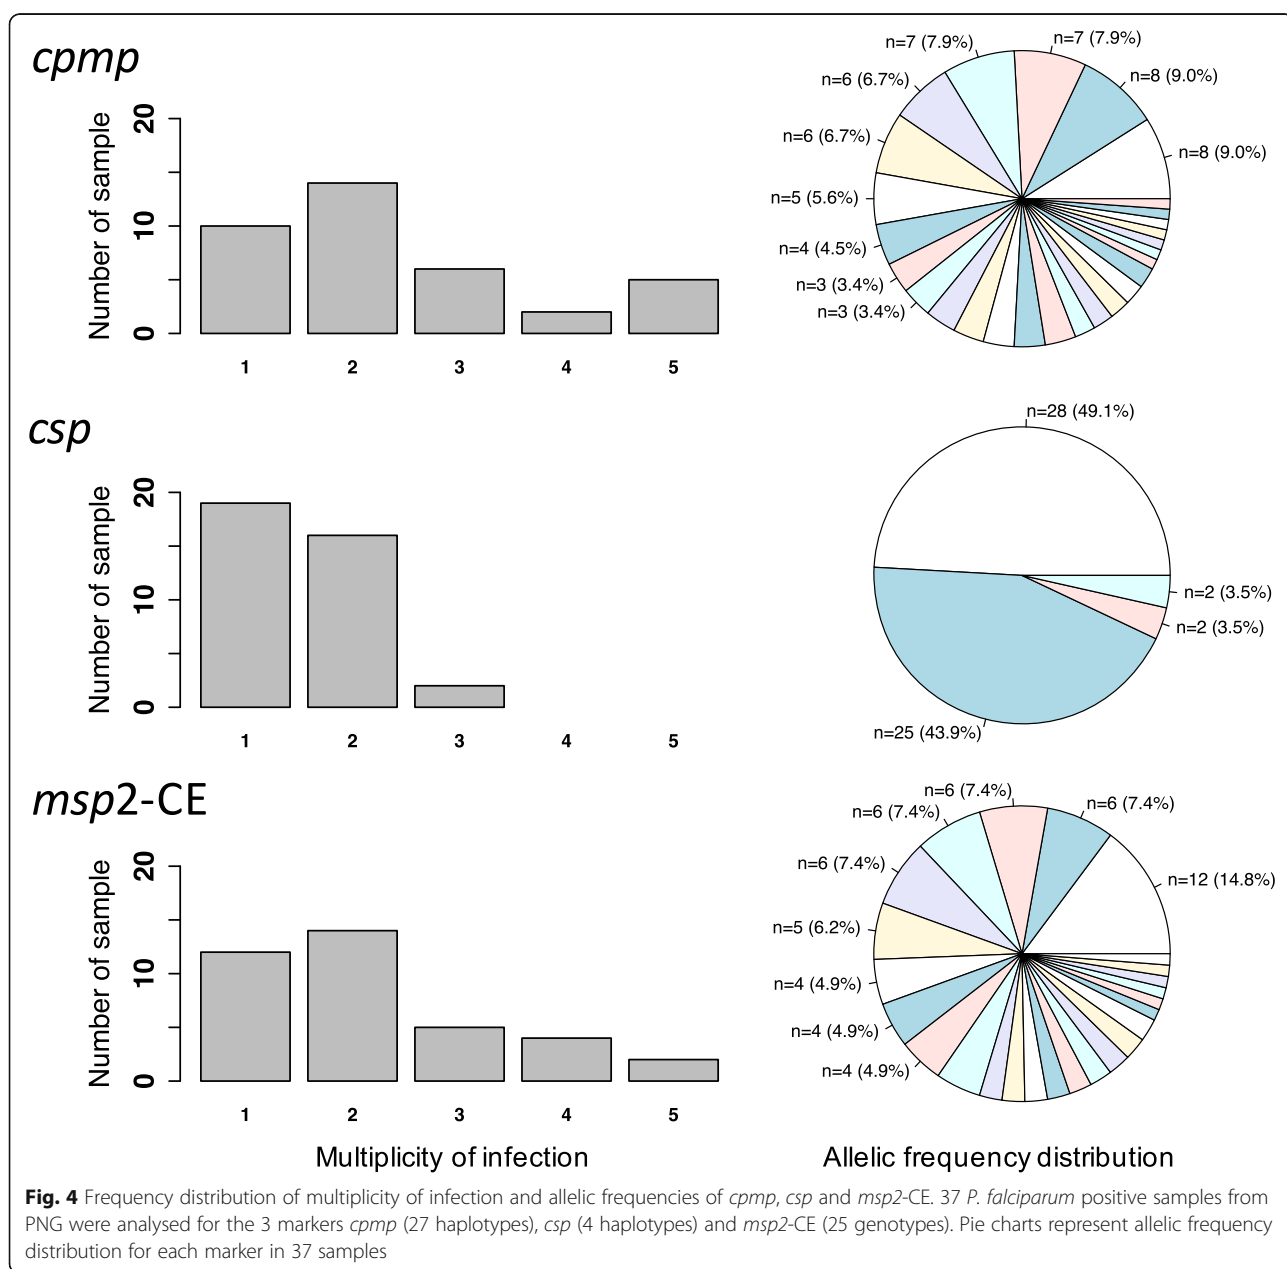 cpmp
Number of sample
20
10
0
1 2 3 4 5
n=7 (7.9%)
n=7 (7.9%)
n=6 (6.7%)
n=8 (9.0%)
n=6 (6.7%)
n=8 (9.0%)
n=5 (5.6%)
n=4 (4.5%)
n=3 (3.4%)
n=3 (3.4%)
csp
Number of sample
20
10
0
1 2 3 4 5
n=28 (49.1%)
n=2 (3.5%)
n=2 (3.5%)
n=25 (43.9%)
msp2-CE
Number of sample
20
10
0
1 2 3 4 5
n=6 (7.4%)
n=6 (7.4%)
n=6 (7.4%)
n=6 (7.4%)
n=12 (14.8%)
n=5 (6.2%)
n=4 (4.9%)
n=4 (4.9%)
n=4 (4.9%)
Multiplicity of infection
Allelic frequency distribution
Fig. 4 Frequency distribution of multiplicity of infection and allelic frequencies of cpmp, csp and msp2-CE. 37 P. falciparum positive samples from
PNG were analysed for the 3 markers cpmp (27 haplotypes), csp (4 haplotypes) and msp2-CE (25 genotypes). Pie charts represent allelic frequency
distribution for each marker in 37 samples